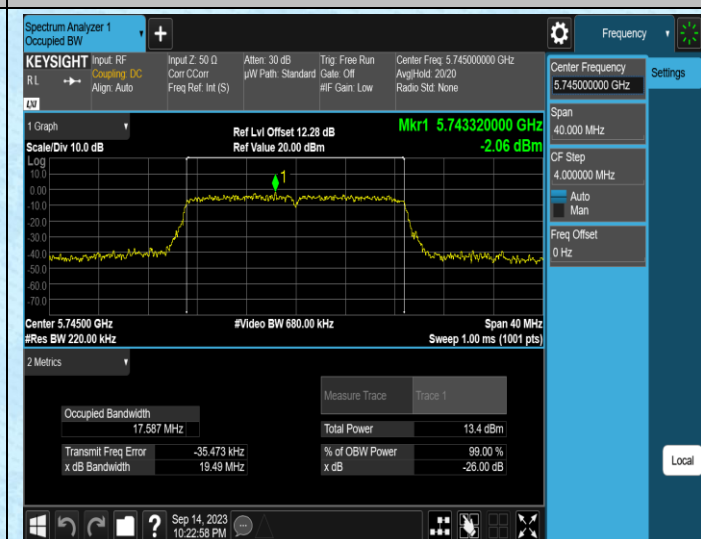 Spectrum Analyzer 1
Occupied BW
Frequency
KEYSIGHT
RL
LXI
Input: RF
Coupling: DC
Align: Auto
Input Z: 50 Ω
Corr CCorr
Freq Ref: Int (S)
Atten: 30 dB
µW Path: Standard
Trig: Free Run
Gate: Off
#IF Gain: Low
Center Freq: 5.745000000 GHz
Avg|Hold: 20/20
Radio Std: None
Center Frequency
5.745000000 GHz
Settings
Span
40.000 MHz
CF Step
4.000000 MHz
Auto
Man
Freq Offset
0 Hz
Local
1 Graph
Scale/Div 10.0 dB
Ref Lvl Offset 12.28 dB
Ref Value 20.00 dBm
Mkr1 5.743320000 GHz
-2.06 dBm
Log
10.0
0.00
-10.0
-20.0
-30.0
-40.0
-50.0
-60.0
-70.0
1
Center 5.74500 GHz
#Res BW 220.00 kHz
#Video BW 680.00 kHz
Span 40 MHz
Sweep 1.00 ms (1001 pts)
2 Metrics
Measure Trace
Trace 1
Occupied Bandwidth
17.587 MHz
Total Power
13.4 dBm
Transmit Freq Error
-35.473 kHz
% of OBW Power
99.00 %
x dB Bandwidth
19.49 MHz
x dB
-26.00 dB
?
Sep 14, 2023
10:22:58 PM